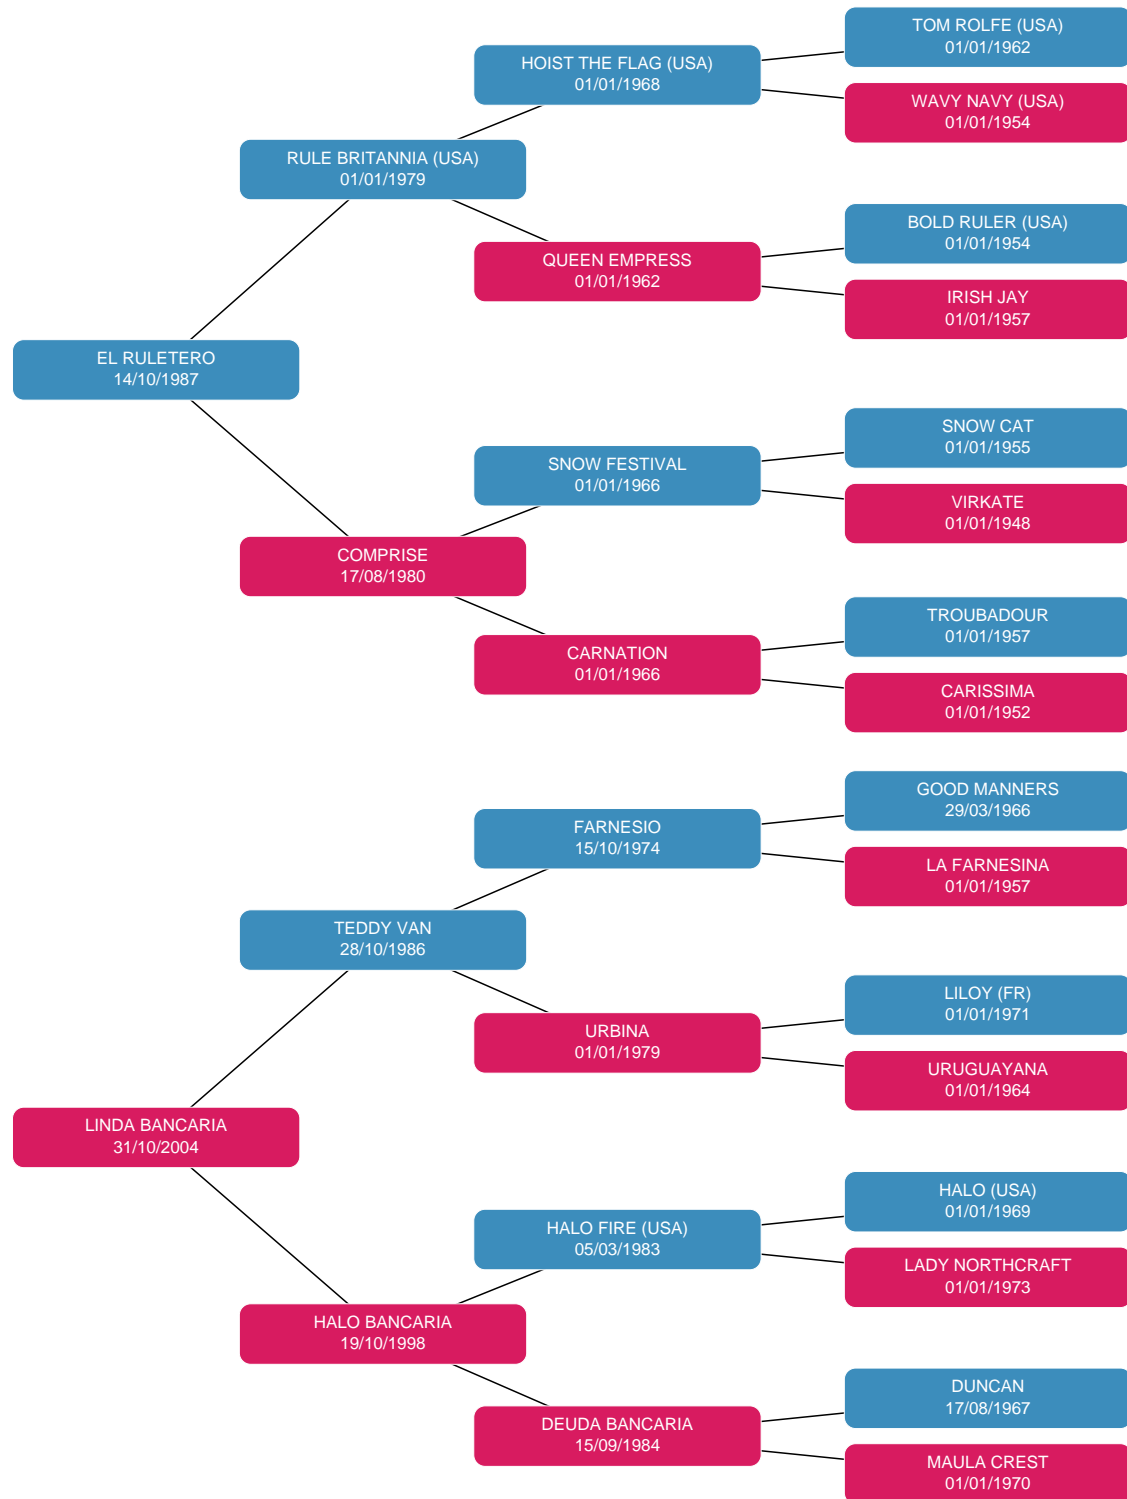 TOM ROLFE (USA)
01/01/1962
HOIST THE FLAG (USA)
01/01/1968
WAVY NAVY (USA)
01/01/1954
RULE BRITANNIA (USA)
01/01/1979
BOLD RULER (USA)
01/01/1954
QUEEN EMPRESS
01/01/1962
IRISH JAY
01/01/1957
EL RULETERO
14/10/1987
SNOW CAT
01/01/1955
SNOW FESTIVAL
01/01/1966
VIRKATE
01/01/1948
COMPRISE
17/08/1980
TROUBADOUR
01/01/1957
CARNATION
01/01/1966
CARISSIMA
01/01/1952
GOOD MANNERS
29/03/1966
FARNESIO
15/10/1974
LA FARNESINA
01/01/1957
TEDDY VAN
28/10/1986
LILOY (FR)
01/01/1971
URBINA
01/01/1979
URUGUAYANA
01/01/1964
LINDA BANCARIA
31/10/2004
HALO (USA)
01/01/1969
HALO FIRE (USA)
05/03/1983
LADY NORTHCRAFT
01/01/1973
HALO BANCARIA
19/10/1998
DUNCAN
17/08/1967
DEUDA BANCARIA
15/09/1984
MAULA CREST
01/01/1970